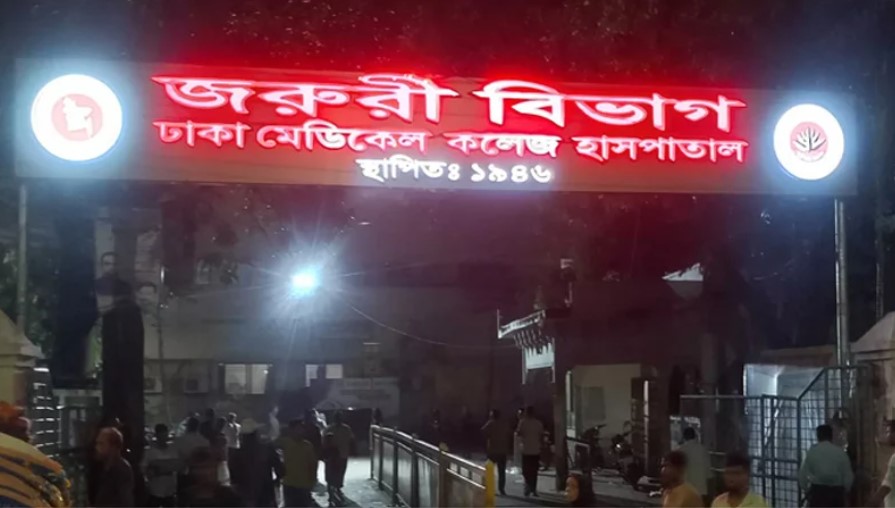 জরুরী বিভাগ
ঢাকা মেডিকেল কলেজ হাসপাতাল
স্থাপিতঃ ১৯৪৬